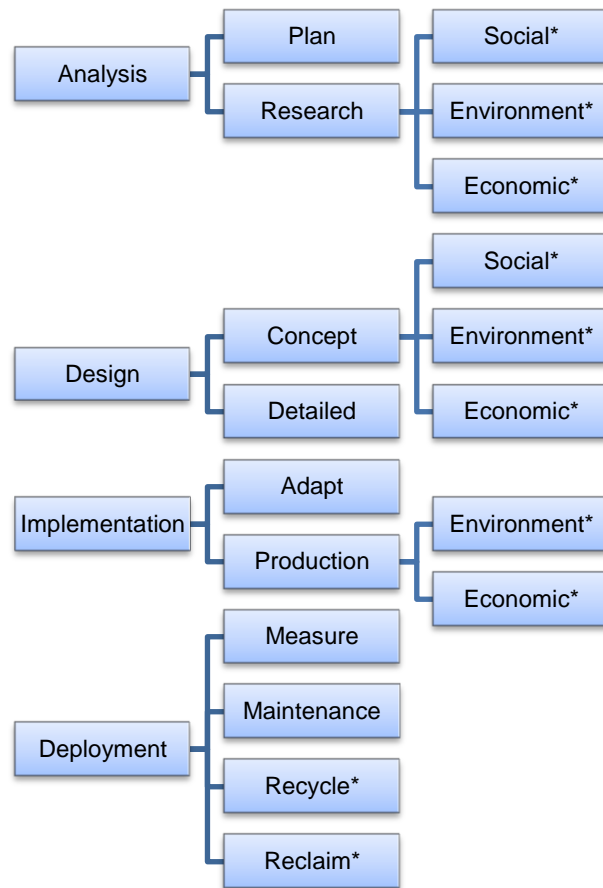 Analysis
Plan
Research
Social*
Environment*
Economic*
Design
Concept
Detailed
Social*
Environment*
Economic*
Implementation
Adapt
Production
Environment*
Economic*
Deployment
Measure
Maintenance
Recycle*
Reclaim*